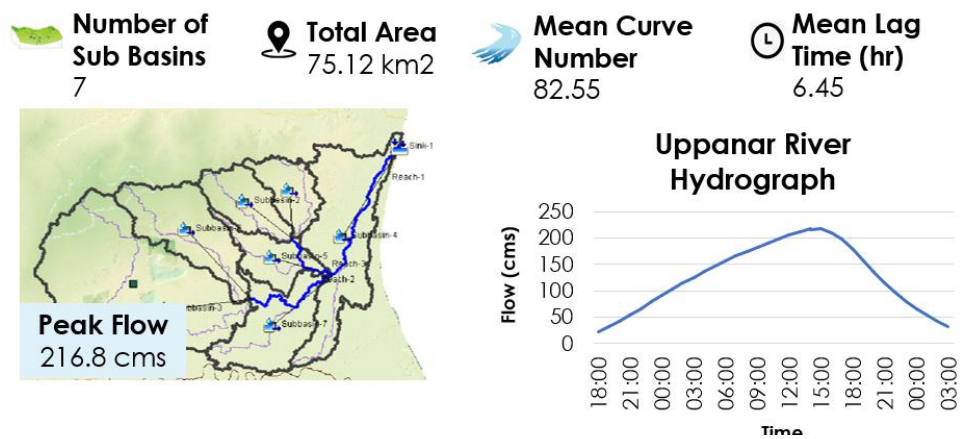 Number of
Sub Basins
7
Total Area
75.12 km2
Mean Curve
Number
82.55
Mean Lag
Time (hr)
6.45
Sink-1
Reach-1
Subbasin-2
Subbasin-4
Subbasin-5
Reach-3
Reach-2
Subbasin-7
Peak Flow
216.8 cms
Uppanar River
Hydrograph
Flow (cms)
250
200
150
100
50
0
18:00
21:00
00:00
03:00
06:00
09:00
12:00
15:00
18:00
21:00
00:00
03:00
Time